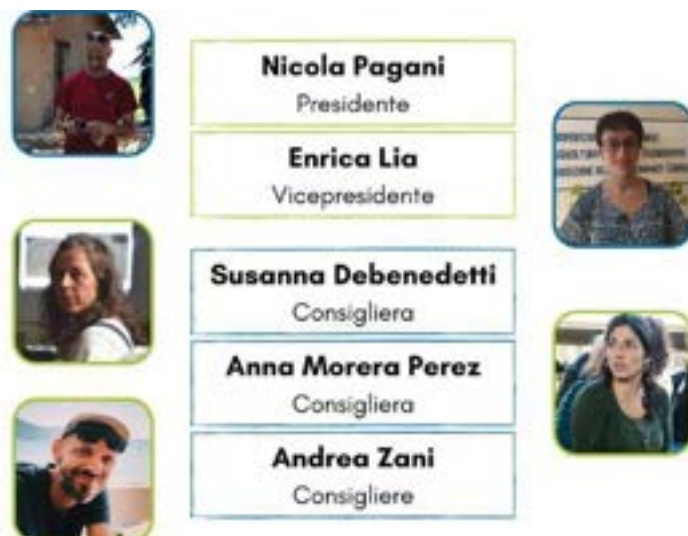 Nicola Pagani
Presidente
Enrica Lia
Vicepresidente
Susanna Debenedetti
Consigliera
Anna Morera Perez
Consigliera
Andrea Zani
Consigliere